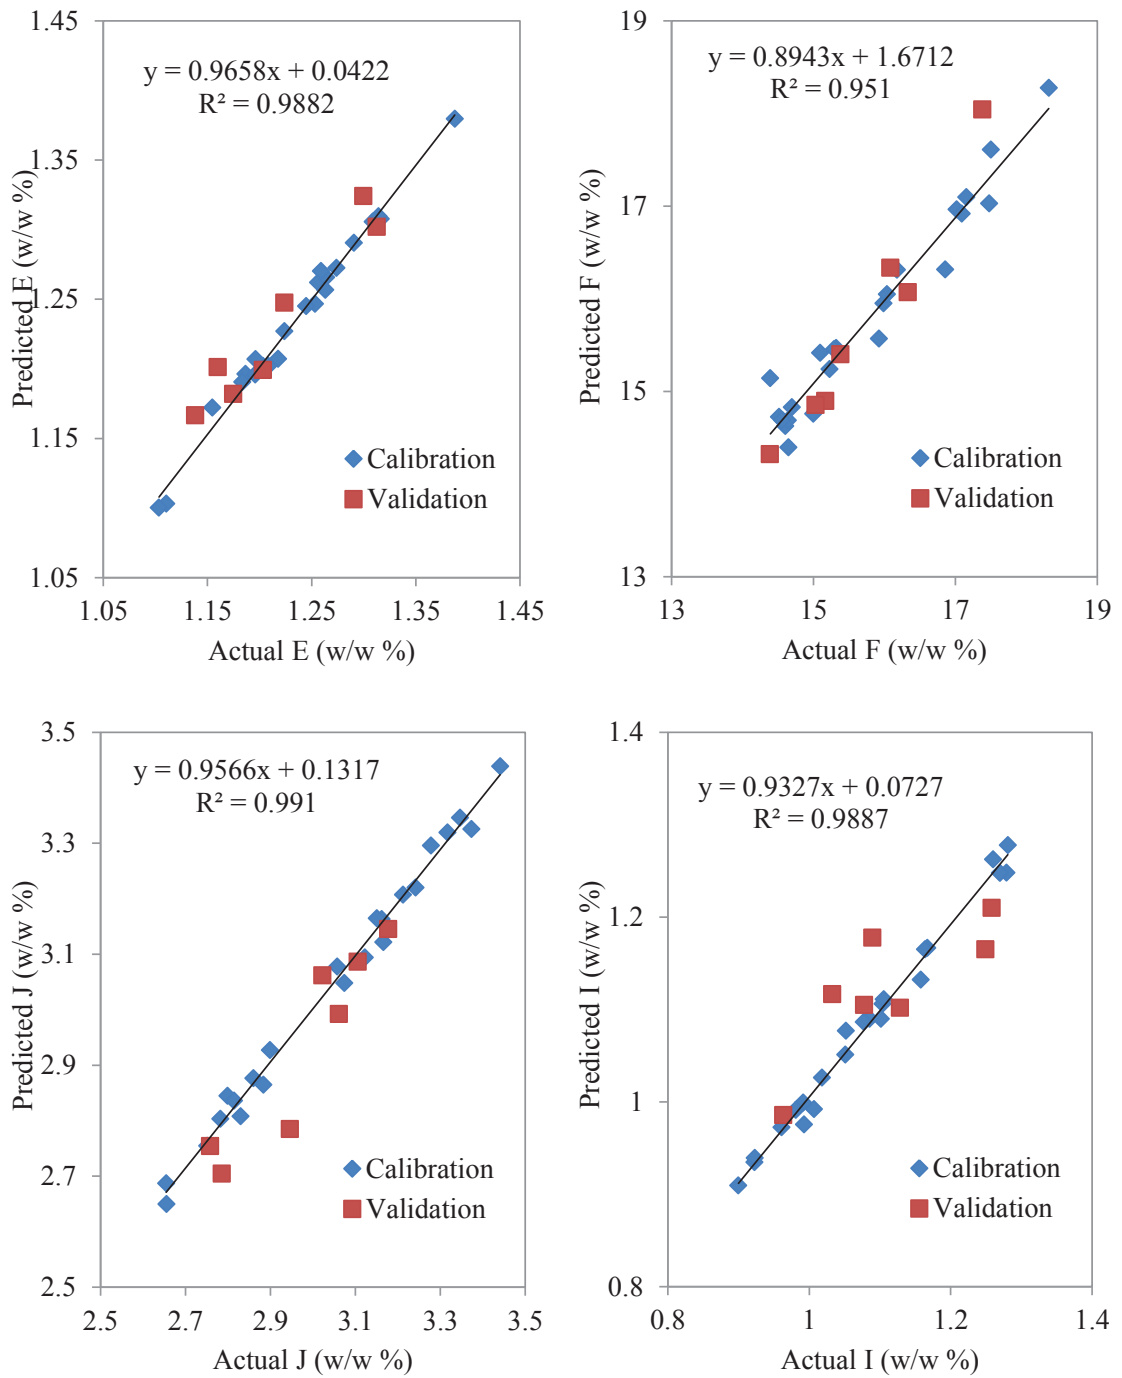 1.45
1.35
1.25
1.15
1.05
1.05
1.15
1.25
1.35
1.45
Predicted E (w/w %)
Actual E (w/w %)
y = 0.9658x + 0.0422
R² = 0.9882
Calibration
Validation
19
17
15
13
13
15
17
19
Predicted F (w/w %)
Actual F (w/w %)
y = 0.8943x + 1.6712
R² = 0.951
Calibration
Validation
3.5
3.3
3.1
2.9
2.7
2.5
2.5
2.7
2.9
3.1
3.3
3.5
Predicted J (w/w %)
Actual J (w/w %)
y = 0.9566x + 0.1317
R² = 0.991
Calibration
Validation
1.4
1.2
1
0.8
0.8
1
1.2
1.4
Predicted I (w/w %)
Actual I (w/w %)
y = 0.9327x + 0.0727
R² = 0.9887
Calibration
Validation